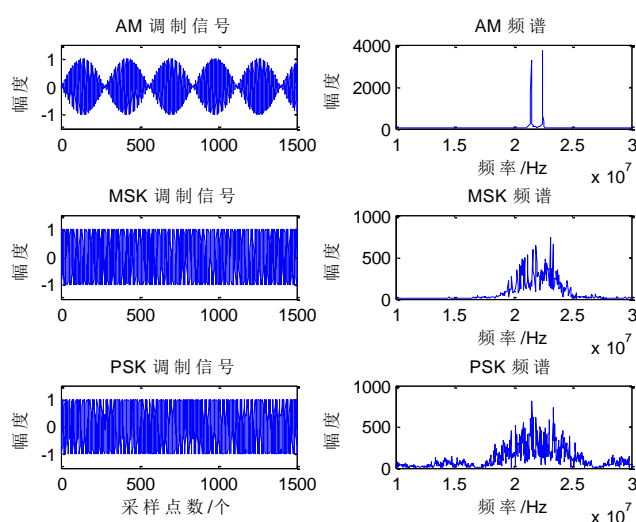 AM 调制信号
幅度
1
0
-1
0 500 1000 1500
AM 频谱
幅度
4000
2000
0
1 1.5 2 2.5 3
频率/Hz
x 10^7
MSK 调制信号
幅度
1
0
-1
0 500 1000 1500
MSK 频谱
幅度
1000
500
0
1 1.5 2 2.5 3
频率/Hz
x 10^7
PSK 调制信号
幅度
1
0
-1
0 500 1000 1500
采样点数/个
PSK 频谱
幅度
1000
500
0
1 1.5 2 2.5 3
频率/Hz
x 10^7